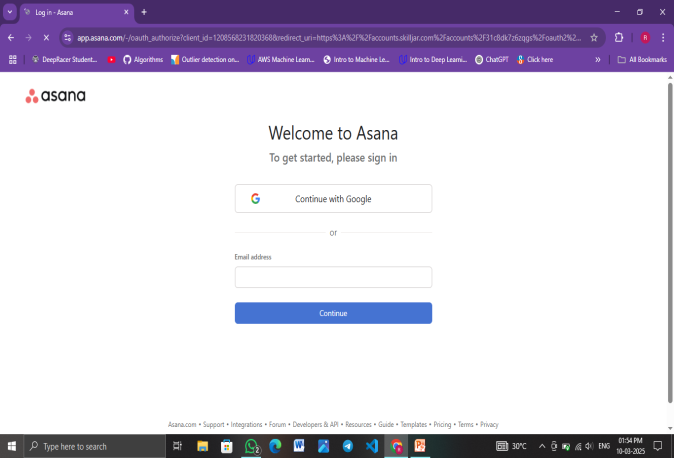 Log in - Asana
app.asana.com/-/oauth_authorize?client_id=1208568231820368&redirect_uri=https%3A%2F%2Faccounts.skilljar.com%2Faccounts%2F31c8dk7z6zqgs%2Foauth2%2...
DeepRacer Student... Algorithms Outlier detection on... AWS Machine Learn... Intro to Machine Le... Intro to Deep Learni... ChatGPT Click here » All Bookmarks
asana
Welcome to Asana
To get started, please sign in
Continue with Google
or
Email address
Continue
Asana.com • Support • Integrations • Forum • Developers & API • Resources • Guide • Templates • Pricing • Terms • Privacy
Type here to search
2
30°C
ENG
01:54 PM
10-03-2025